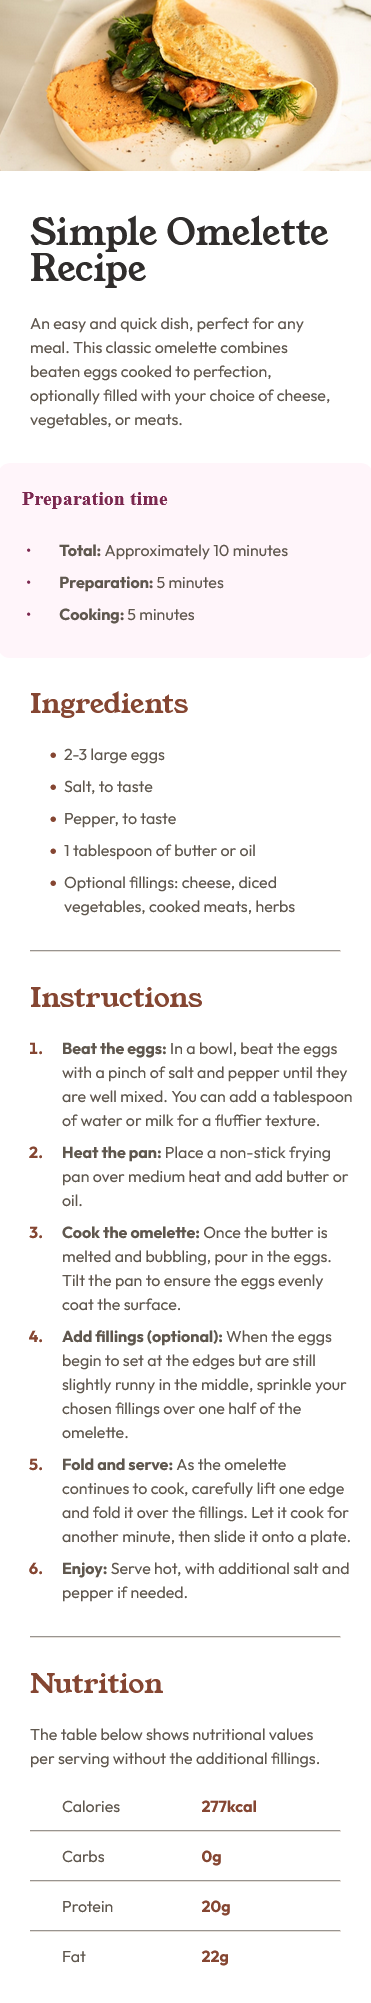 Simple Omelette
Recipe
An easy and quick dish, perfect for any
meal. This classic omelette combines
beaten eggs cooked to perfection,
optionally filled with your choice of cheese,
vegetables, or meats.
Preparation time
• Total: Approximately 10 minutes
• Preparation: 5 minutes
• Cooking: 5 minutes
Ingredients
• 2-3 large eggs
• Salt, to taste
• Pepper, to taste
• 1 tablespoon of butter or oil
• Optional fillings: cheese, diced
vegetables, cooked meats, herbs
Instructions
1. Beat the eggs: In a bowl, beat the eggs
with a pinch of salt and pepper until they
are well mixed. You can add a tablespoon
of water or milk for a fluffier texture.
2. Heat the pan: Place a non-stick frying
pan over medium heat and add butter or
oil.
3. Cook the omelette: Once the butter is
melted and bubbling, pour in the eggs.
Tilt the pan to ensure the eggs evenly
coat the surface.
4. Add fillings (optional): When the eggs
begin to set at the edges but are still
slightly runny in the middle, sprinkle your
chosen fillings over one half of the
omelette.
5. Fold and serve: As the omelette
continues to cook, carefully lift one edge
and fold it over the fillings. Let it cook for
another minute, then slide it onto a plate.
6. Enjoy: Serve hot, with additional salt and
pepper if needed.
Nutrition
The table below shows nutritional values
per serving without the additional fillings.
Calories 277kcal
Carbs 0g
Protein 20g
Fat 22g